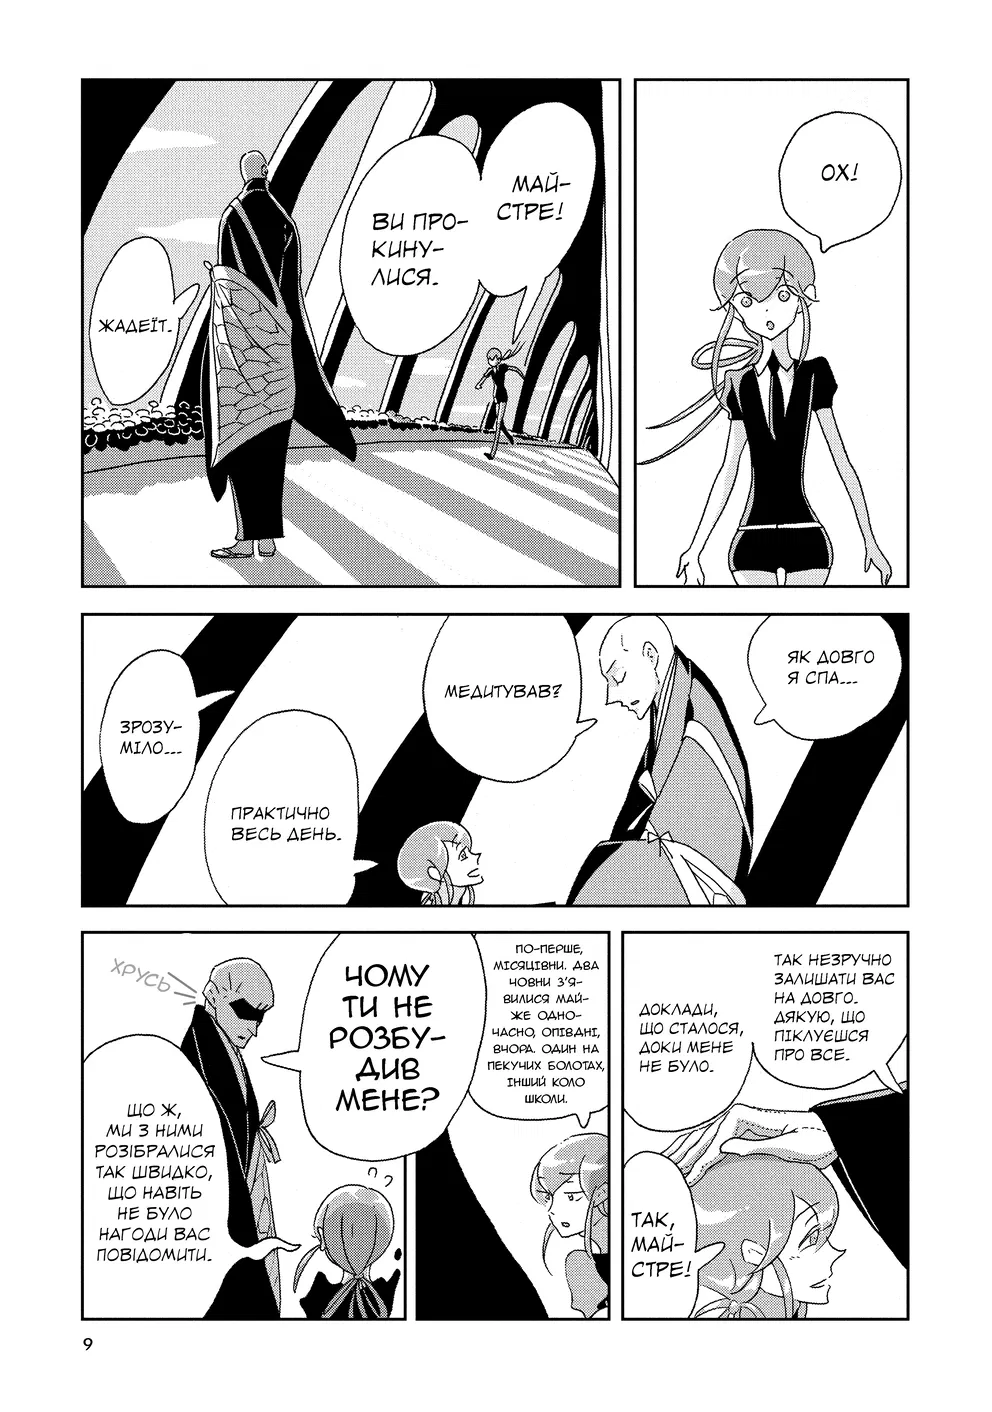 ОХ!
МАЙ-
СТРЕ!
ВИ ПРО-
КИНУ-
ЛИСЯ.
ЖАДЕЇТ.
ЯК ДОВГО
Я СПА...
МЕДИТУВАВ?
ПРАКТИЧНО
ВЕСЬ ДЕНЬ.
ЗРОЗУ-
МІЛО...
ТАК НЕЗРУЧНО
ЗАЛИШАТИ ВАС
НА ДОВГО.
ДЯКУЮ, ЩО
ПІКЛУЄШСЯ
ПРО ВСЕ.
ДОКЛАДИ,
ЩО СТАЛОСЯ,
ДОКИ МЕНЕ
НЕ БУЛО.
ТАК,
МАЙ-
СТРЕ!
ПО-ПЕРШЕ,
МІСЯЦІВНИ. ДВА
ЧОВНИ З'Я-
ВИЛИСЯ МАЙ-
ЖЕ ОДНО-
ЧАСНО, ОПІВДНІ,
ВЧОРА. ОДИН НА
ПЕКУЧИХ БОЛОТАХ,
ІНШИЙ КОЛО
ШКОЛИ.
ЧОМУ
ТИ НЕ
РОЗБУ-
ДИВ
МЕНЕ?
ХРУСЬ
ЩО Ж,
МИ З НИМИ
РОЗІБРАЛИСЯ
ТАК ШВИДКО,
ЩО НАВІТЬ
НЕ БУЛО
НАГОДИ ВАС
ПОВІДОМИТИ.
9